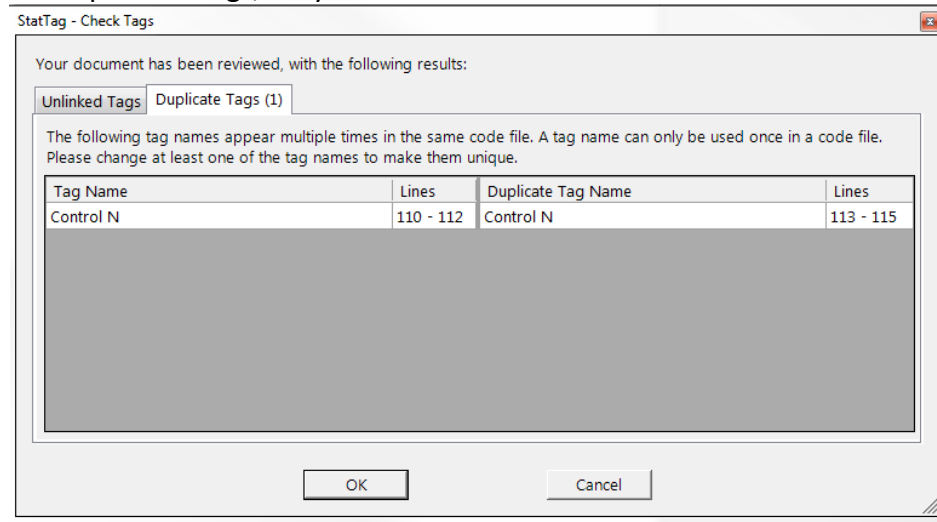 StatTag - Check Tags
Your document has been reviewed, with the following results:
Unlinked Tags Duplicate Tags (1)
The following tag names appear multiple times in the same code file. A tag name can only be used once in a code file.
Please change at least one of the tag names to make them unique.
Tag Name Lines Duplicate Tag Name Lines
Control N 110 - 112 Control N 113 - 115
OK Cancel